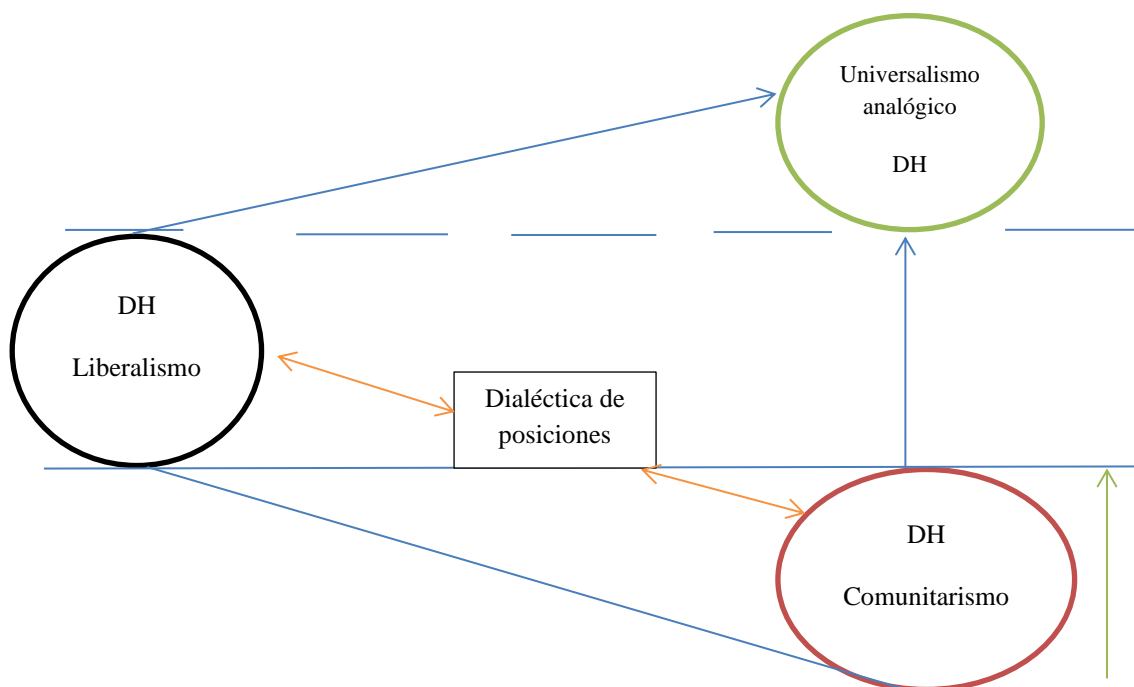 Universalismo
analógico
DH
DH
Liberalismo
Dialéctica de
posiciones
DH
Comunitarismo